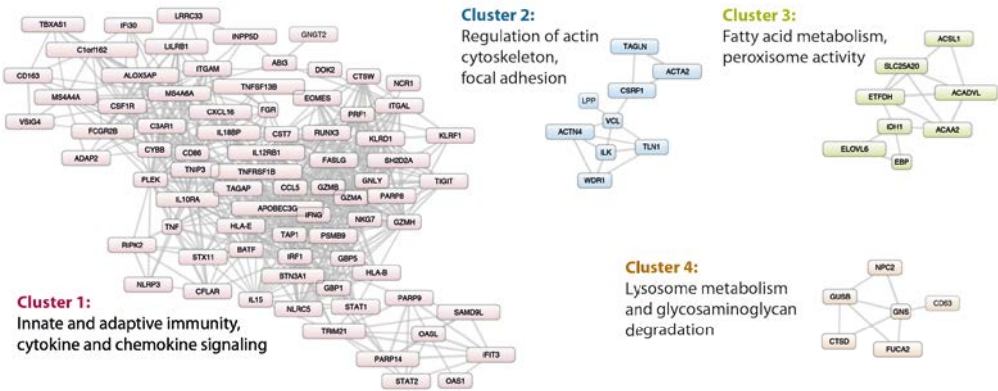 LRRC33
TBXAS1
IFI30
INPP5D
GNGT2
C1orf162
LILRB1
ABI3
CD163
ALOX5AP
ITGAM
DOK2
CTSW
NCR1
MS4A4A
MS4A6A
TNFSF13B
EOMES
ITGAL
CSF1R
CXCL16
FGR
PRF1
VSIG4
FCGR2B
C3AR1
IL18BP
CST7
RUNX3
KLRD1
KLRF1
ADAP2
CYBB
CD86
IL12RB1
FASLG
SH2D2A
TNIP3
TNFRSF1B
PLEK
TAGAP
CCL5
GZMB
GNLY
TIGIT
IL10RA
GZMA
PARP8
APOBEC3G
IFNG
NKG7
GZMH
TNF
HLA-E
TAP1
PSMB9
RIPK2
STX11
BATF
IRF1
GBP5
BTN3A1
HLA-B
NLRP3
CFLAR
GBP1
IL15
NLRC5
STAT1
PARP9
SAMD9L
TRIM21
OASL
PARP14
IFIT3
STAT2
OAS1
Cluster 1:
Innate and adaptive immunity,
cytokine and chemokine signaling
Cluster 2:
Regulation of actin
cytoskeleton,
focal adhesion
TAGLN
ACTA2
CSRP1
LPP
VCL
ACTN4
ILK
TLN1
WDR1
Cluster 3:
Fatty acid metabolism,
peroxisome activity
ACSL1
SLC25A20
ETFDH
ACADVL
IDH1
ACAA2
ELOVL6
EBP
Cluster 4:
Lysosome metabolism
and glycosaminoglycan
degradation
NPC2
GUSB
GNS
CD63
CTSD
FUCA2